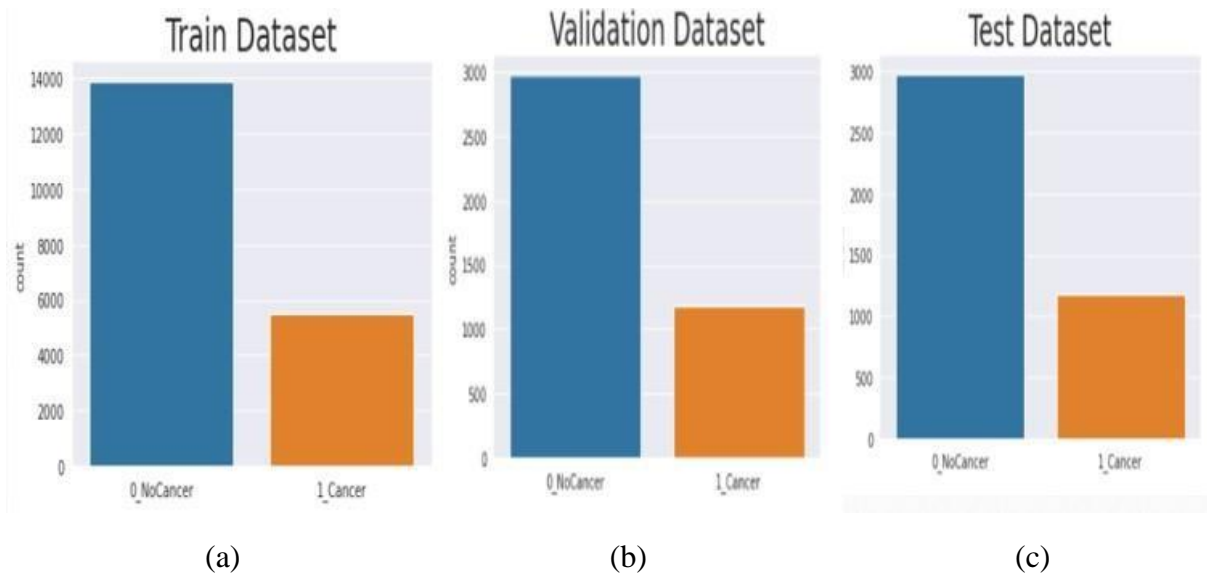 Train Dataset
14000
12000
10000
8000
6000
4000
2000
0
count
0_NoCancer
1_Cancer
(a)
Validation Dataset
3000
2500
2000
1500
1000
500
0
count
0_NoCancer
1_Cancer
(b)
Test Dataset
3000
2500
2000
1500
1000
500
0
0_NoCancer
1_Cancer
(c)